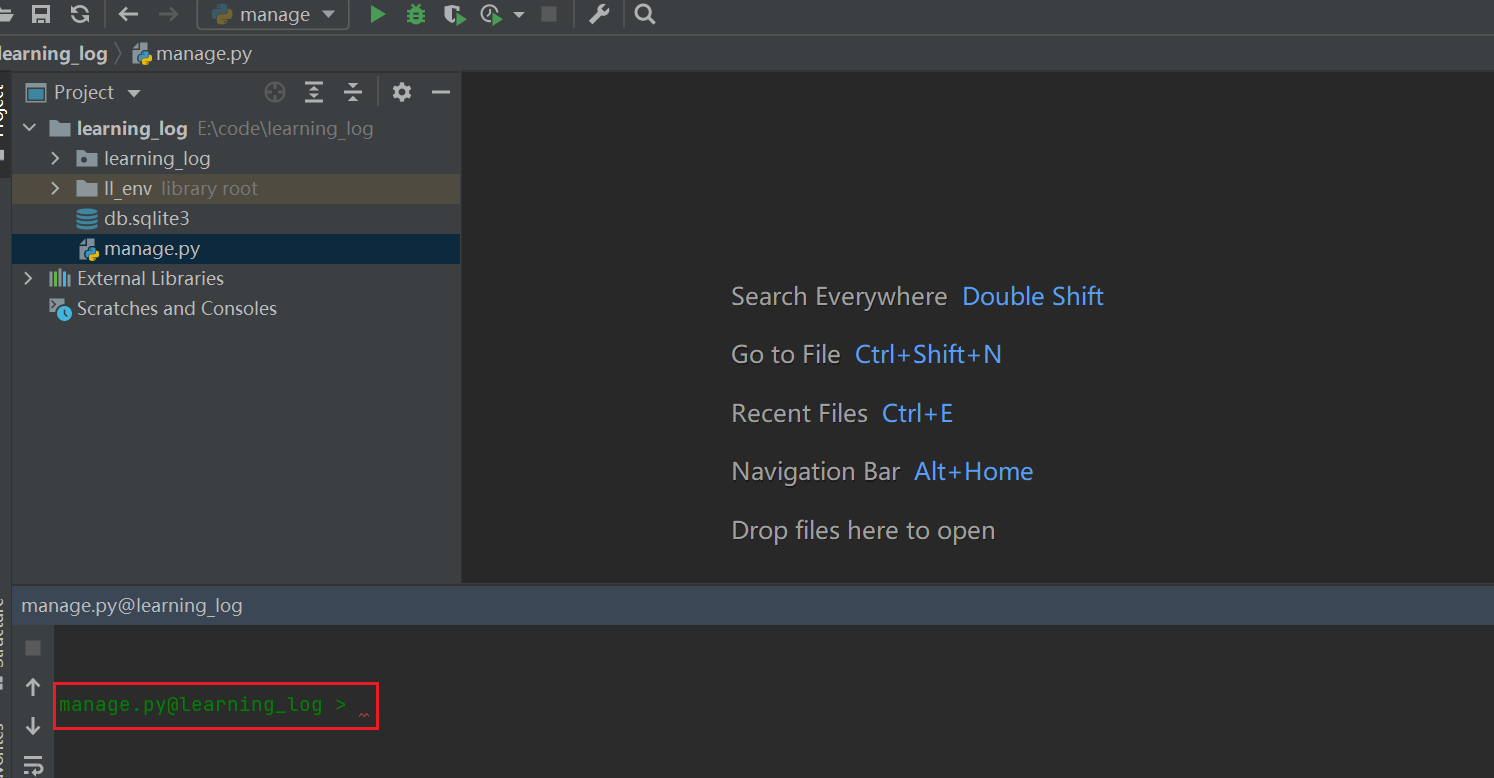 manage
learning_log
manage.py
Project
Project
learning_log E:\code\learning_log
learning_log
ll_env library root
db.sqlite3
manage.py
External Libraries
Scratches and Consoles
Search Everywhere Double Shift
Go to File Ctrl+Shift+N
Recent Files Ctrl+E
Navigation Bar Alt+Home
Drop files here to open
manage.py@learning_log
Structure
manage.py@learning_log >